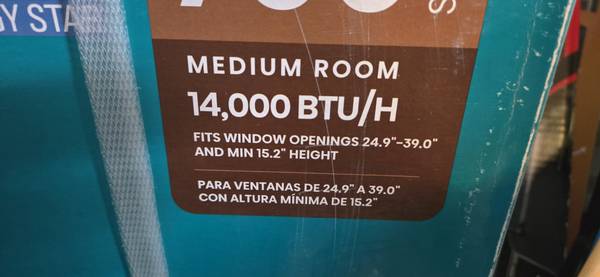 MEDIUM ROOM
14,000 BTU/H
FITS WINDOW OPENINGS 24.9"-39.0"
AND MIN 15.2" HEIGHT
PARA VENTANAS DE 24.9" A 39.0"
CON ALTURA MÍNIMA DE 15.2"